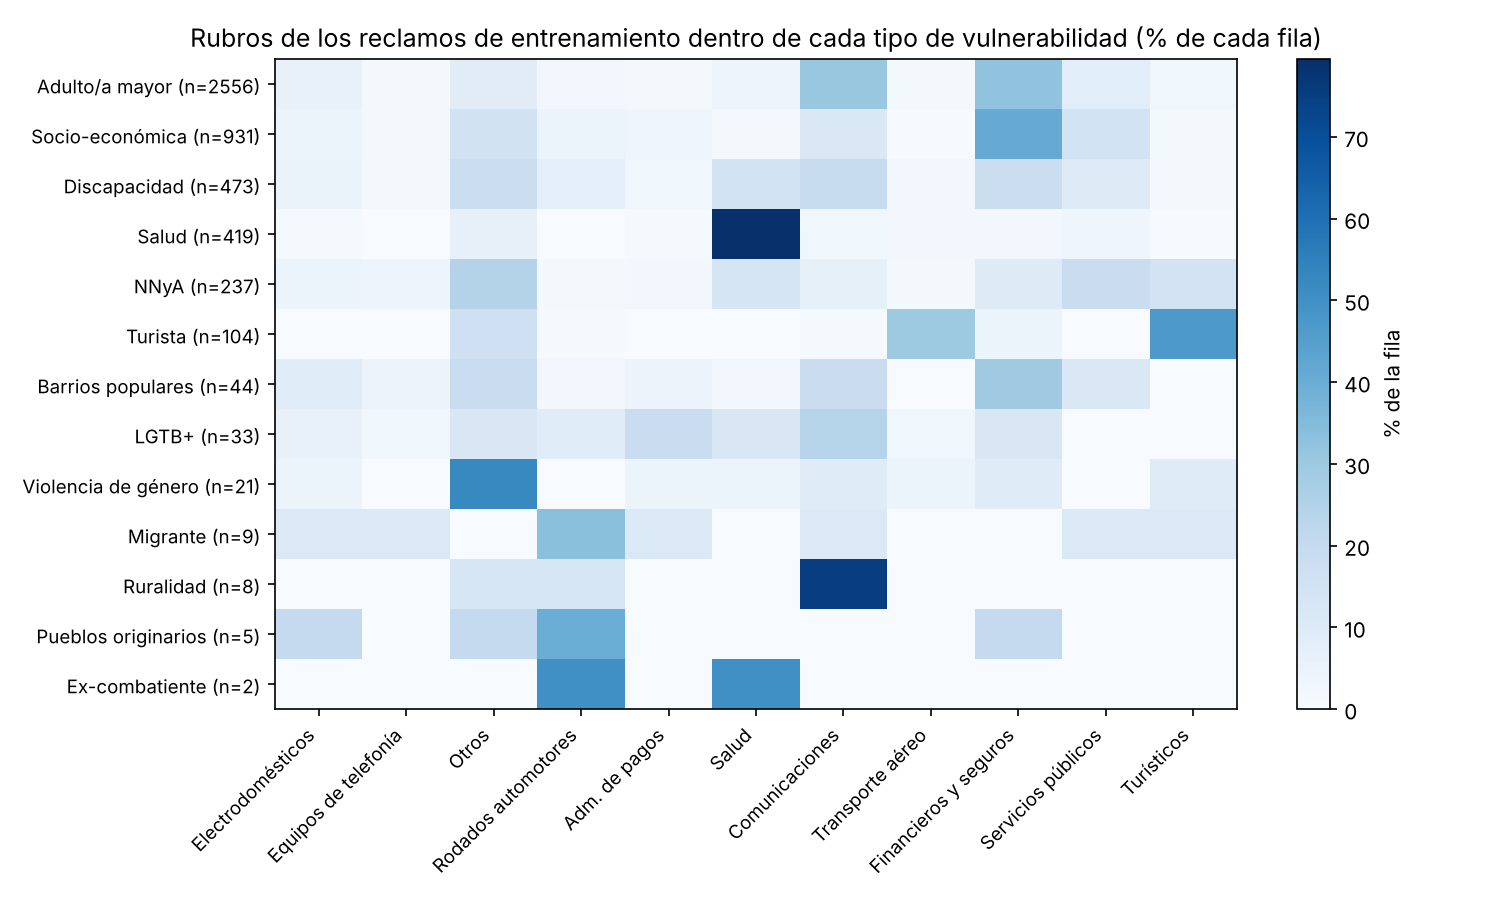 Rubros de los reclamos de entrenamiento dentro de cada tipo de vulnerabilidad (% de cada fila)
Adulto/a mayor (n=2556)
Socio-económica (n=931)
Discapacidad (n=473)
Salud (n=419)
NNyA (n=237)
Turista (n=104)
Barrios populares (n=44)
LGTB+ (n=33)
Violencia de género (n=21)
Migrante (n=9)
Ruralidad (n=8)
Pueblos originarios (n=5)
Ex-combatiente (n=2)
Electrodomésticos
Equipos de telefonía
Otros
Rodados automotores
Adm. de pagos
Salud
Comunicaciones
Transporte aéreo
Financieros y seguros
Servicios públicos
Turísticos
70
60
50
40
30
20
10
0
% de la fila